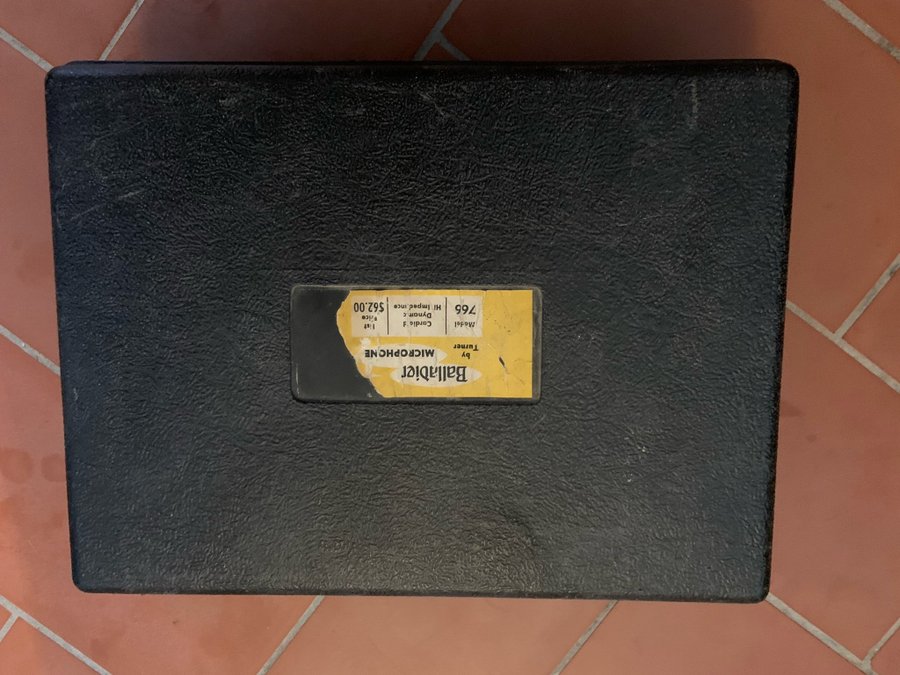 Balladier
MICROPHONE
by
Turner
Model
766
Cardioid
Dynamic
Hi Impedance
List
Price
$62.00